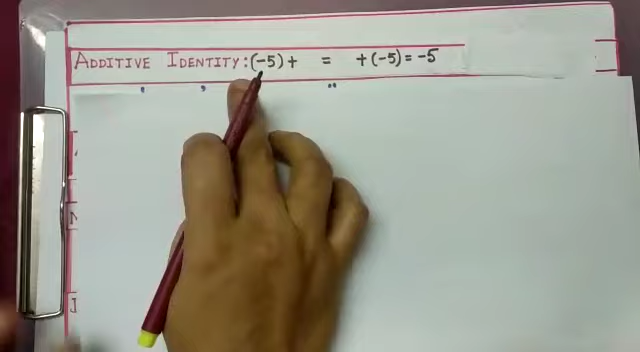 ADDITIVE IDENTITY: (-5) + = + (-5) = -5